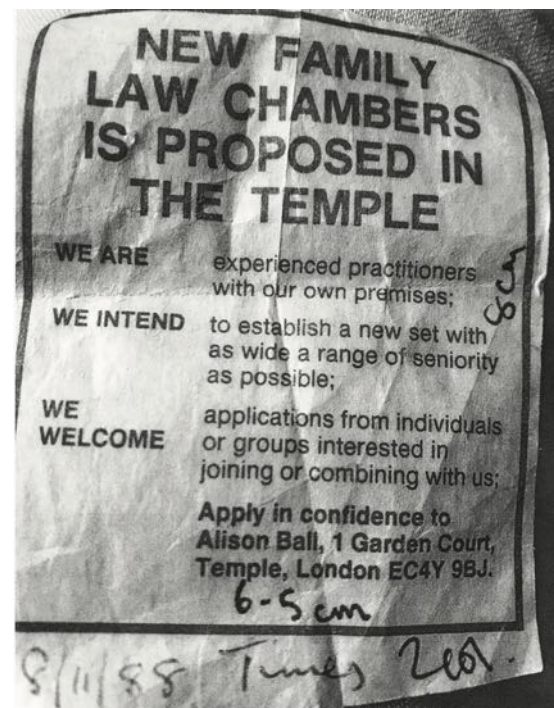 NEW FAMILY
LAW CHAMBERS
IS PROPOSED IN
THE TEMPLE
WE ARE experienced practitioners
with our own premises;
8cm
WE INTEND to establish a new set with
as wide a range of seniority
as possible;
WE WELCOME applications from individuals
or groups interested in
joining or combining with us;
Apply in confidence to
Alison Ball, 1 Garden Court,
Temple, London EC4Y 9BJ.
6-5 cm
8/11/88 Times